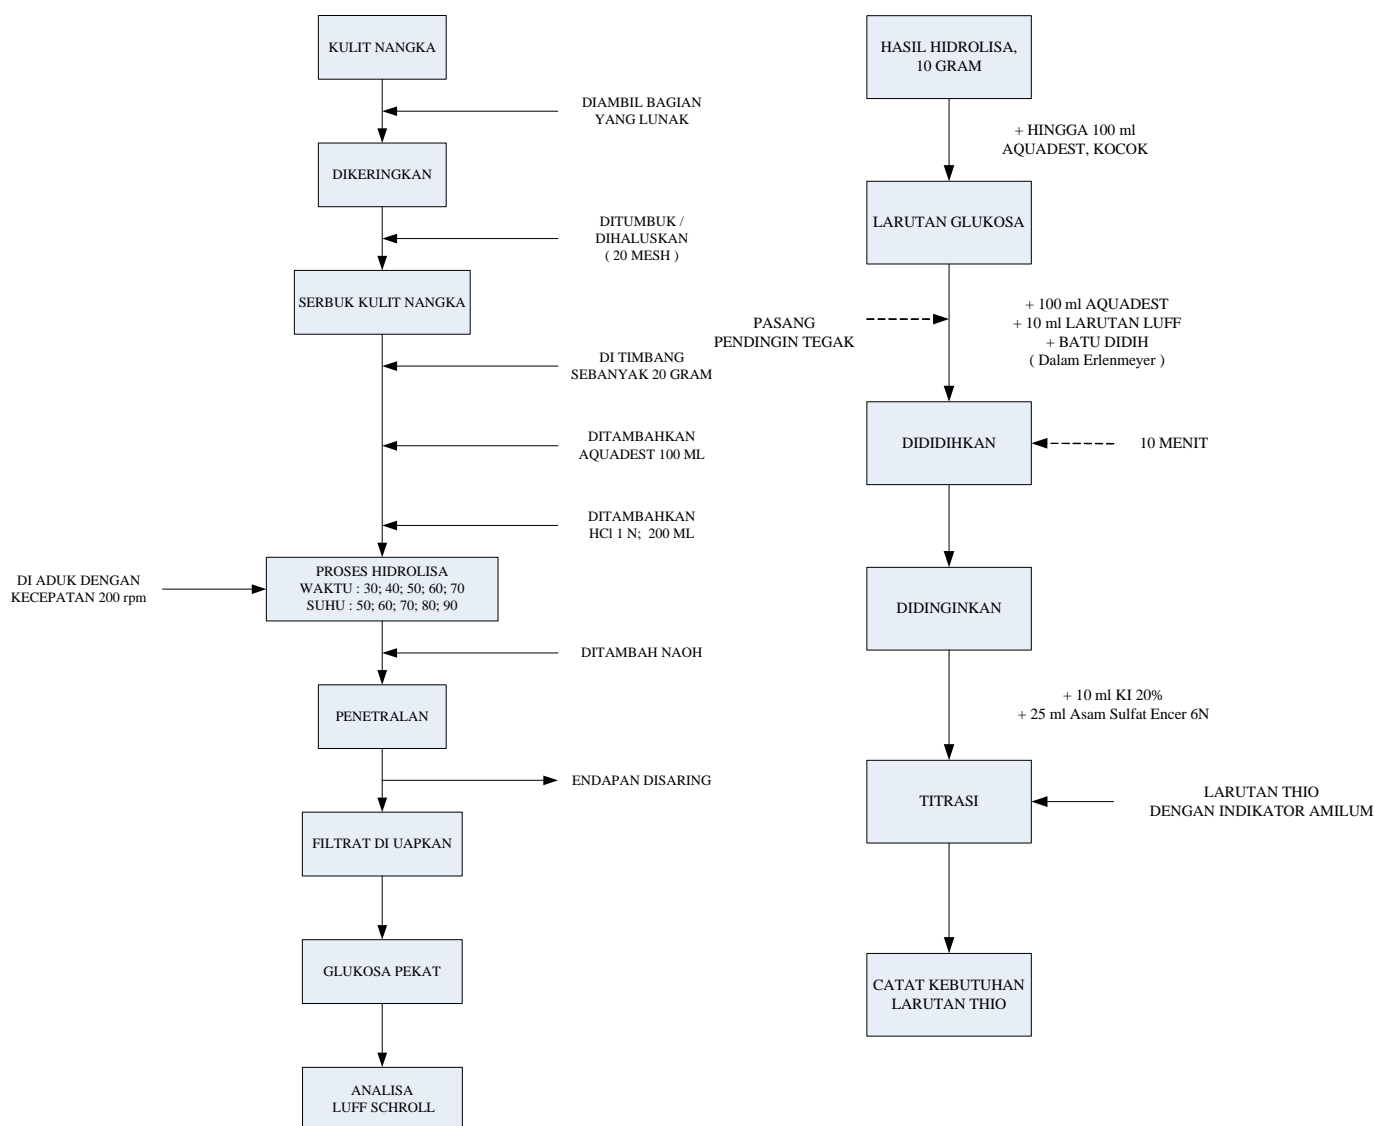 KULIT NANGKA
DIAMBIL BAGIAN
YANG LUNAK
DIKERINGKAN
DITUMBUK /
DIHALUSKAN
( 20 MESH )
SERBUK KULIT NANGKA
DI TIMBANG
SEBANYAK 20 GRAM
DITAMBAHKAN
AQUADEST 100 ML
DITAMBAHKAN
HCl 1 N; 200 ML
DI ADUK DENGAN
KECEPATAN 200 rpm
PROSES HIDROLISA
WAKTU : 30; 40; 50; 60; 70
SUHU : 50; 60; 70; 80; 90
DITAMBAH NAOH
PENETRALAN
ENDAPAN DISARING
FILTRAT DI UAPKAN
GLUKOSA PEKAT
ANALISA
LUFF SCHROLL
HASIL HIDROLISA,
10 GRAM
+ HINGGA 100 ml
AQUADEST, KOCOK
LARUTAN GLUKOSA
PASANG
PENDINGIN TEGAK
+ 100 ml AQUADEST
+ 10 ml LARUTAN LUFF
+ BATU DIDIH
( Dalam Erlenmeyer )
DIDIDIHKAN
10 MENIT
DIDINGINKAN
+ 10 ml KI 20%
+ 25 ml Asam Sulfat Encer 6N
TITRASI
LARUTAN THIO
DENGAN INDIKATOR AMILUM
CATAT KEBUTUHAN
LARUTAN THIO